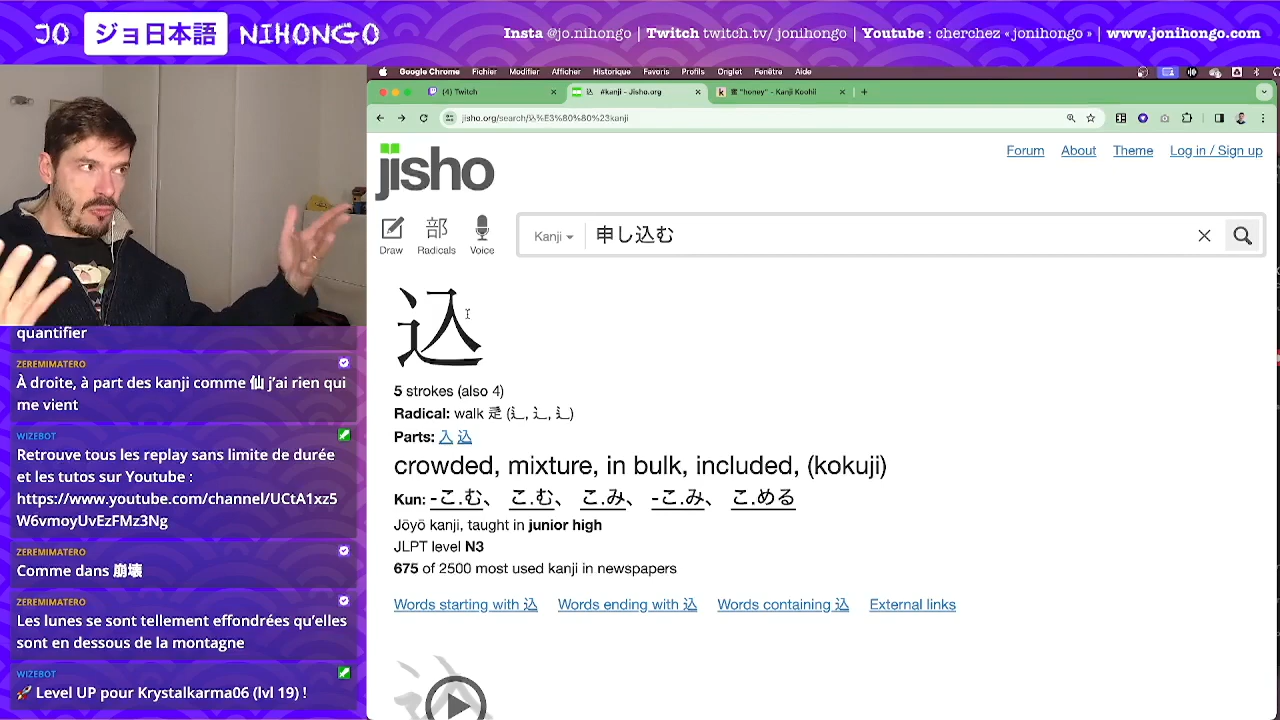 JO ジョ日本語 NIHONGO
Insta @jo.nihongo | Twitch twitch.tv/ jonihongo | Youtube : cherchez « jonihongo » | www.jonihongo.com
Google Chrome Fichier Modifier Afficher Historique Favoris Profils Onglet Fenêtre Aide
(4) Twitch
込 #kanji - Jisho.org
蜜 "honey" - Kanji Koohii
jisho.org/search/込%E3%80%80%23kanji
jisho
Forum About Theme Log in / Sign up
Draw 部 Radicals Voice
Kanji 申し込む
込
5 strokes (also 4)
Radical: walk 辵 (辶, ⻌, ⻍)
Parts: 入 込
crowded, mixture, in bulk, included, (kokuji)
Kun: -こ.む、 こ.む、 こ.み、 -こ.み、 こ.める
Jōyō kanji, taught in junior high
JLPT level N3
675 of 2500 most used kanji in newspapers
Words starting with 込 Words ending with 込 Words containing 込 External links
quantifier
ZEREMIMATERO
À droite, à part des kanji comme 仙 j'ai rien qui
me vient
WIZEBOT
Retrouve tous les replay sans limite de durée
et les tutos sur Youtube :
https://www.youtube.com/channel/UCtA1xz5
W6vmoyUvEzFMz3Ng
ZEREMIMATERO
Comme dans 崩壊
ZEREMIMATERO
Les lunes se sont tellement effondrées qu'elles
sont en dessous de la montagne
WIZEBOT
🚀 Level UP pour Krystalkarma06 (lvl 19) !